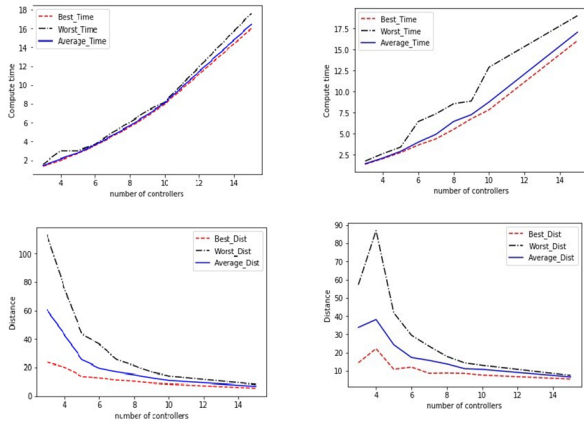 18
16
14
12
10
8
6
4
2
Compute time
Best_Time
Worst_Time
Average_Time
4
6
8
10
12
14
number of controllers
17.5
15.0
12.5
10.0
7.5
5.0
2.5
Compute time
Best_Time
Worst_Time
Average_Time
4
6
8
10
12
14
number of controllers
100
80
60
40
20
0
Distance
Best_Dist
Worst_Dist
Average_Dist
4
6
8
10
12
14
number of controllers
90
80
70
60
50
40
30
20
10
Distance
Best_Dist
Worst_Dist
Average_Dist
4
6
8
10
12
14
number of controllers